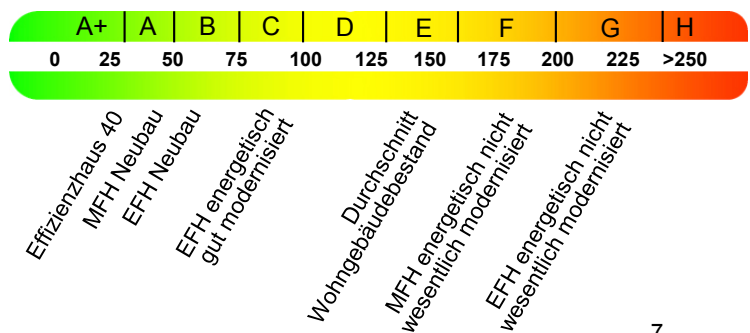 A+ A B C D E F G H
0 25 50 75 100 125 150 175 200 225 >250
Effizienzhaus 40
MFH Neubau
EFH Neubau
EFH energetisch
gut modernisiert
Durchschnitt
Wohngebäudebestand
MFH energetisch nicht
wesentlich modernisiert
EFH energetisch nicht
wesentlich modernisiert
7